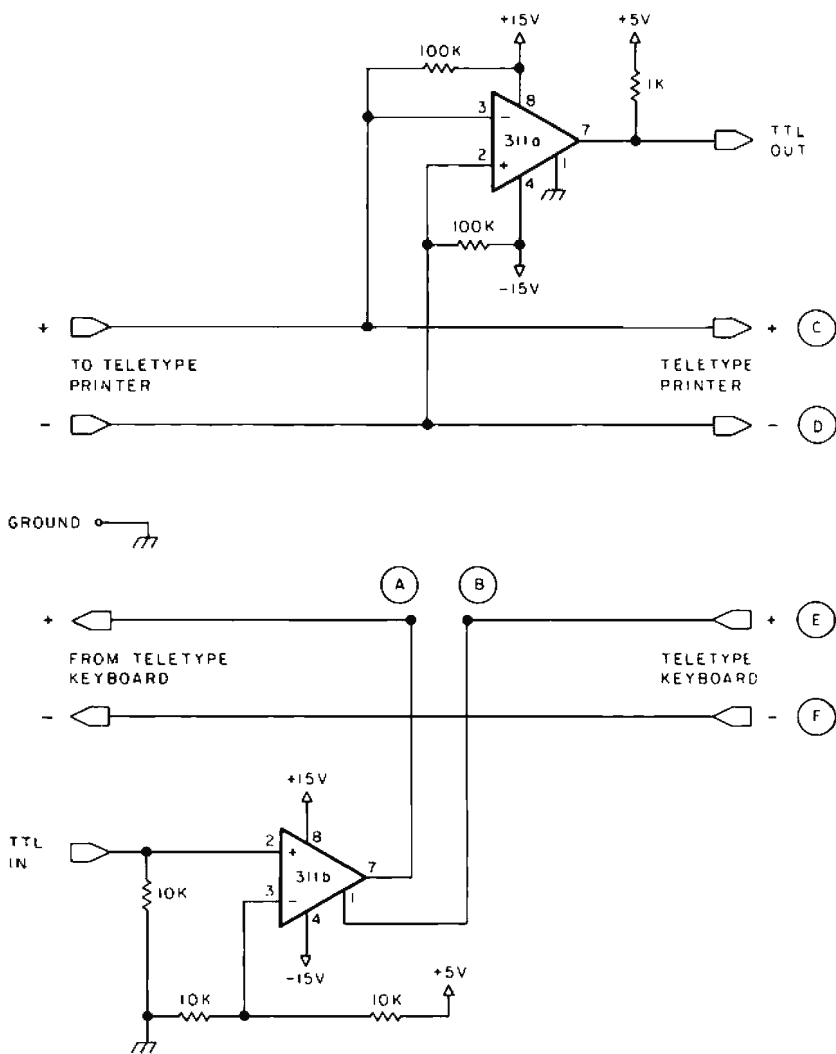 +15V
+5V
100K
1K
8
3
-
7
TTL
OUT
311a
2
+
1
4
100K
-15V
+
+
C
TO TELETYPE
PRINTER
TELETYPE
PRINTER
-
-
D
GROUND
A
B
+
+
E
FROM TELETYPE
KEYBOARD
TELETYPE
KEYBOARD
-
-
F
+15V
TTL
IN
2
8
+
7
311b
10K
3
-
1
4
-15V
+5V
10K
10K